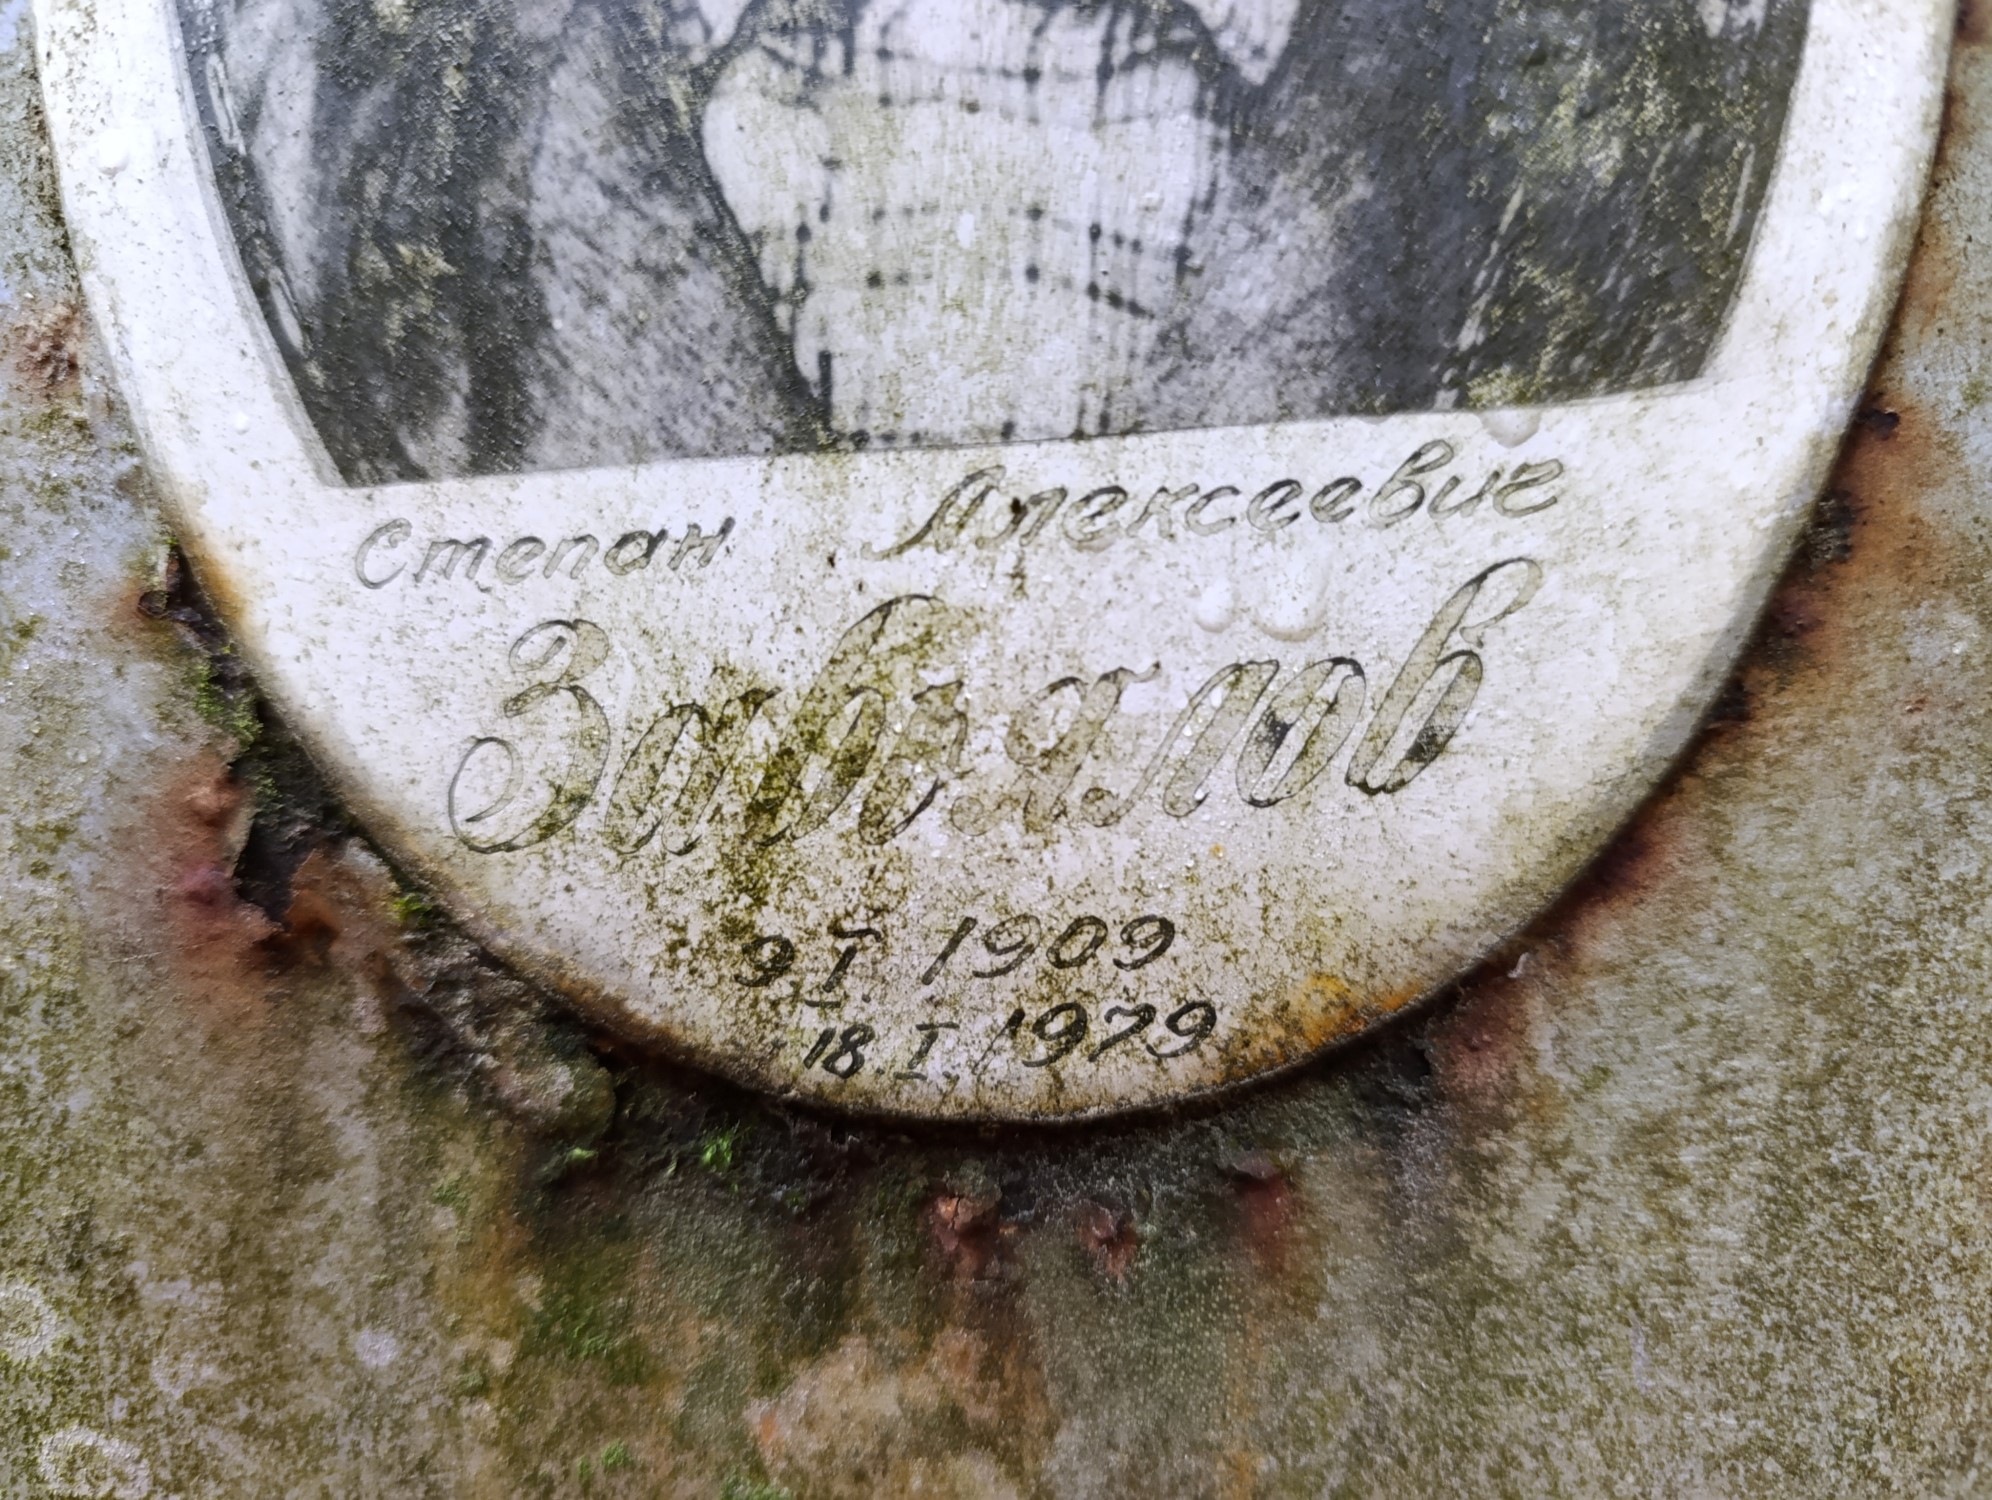 Степан Алексеевич
Завьялов
9.I. 1909
18.I. 1979